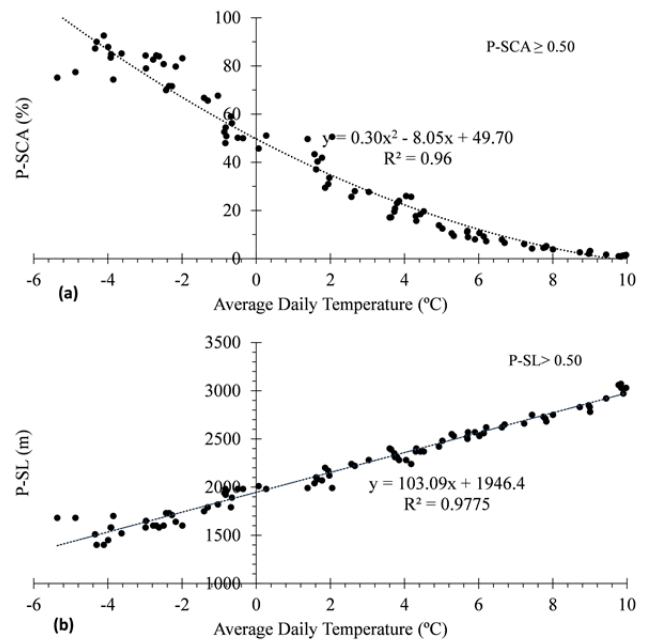 100
P-SCA ≥ 0.50
80
60
y = 0.30x² - 8.05x + 49.70
R² = 0.96
40
20
0
P-SCA (%)
-6 -4 -2 0 2 4 6 8 10
(a)
Average Daily Temperature (ºC)
3500
P-SL> 0.50
3000
2500
y = 103.09x + 1946.4
R² = 0.9775
2000
1500
1000
P-SL (m)
-6 -4 -2 0 2 4 6 8 10
(b)
Average Daily Temperature (ºC)